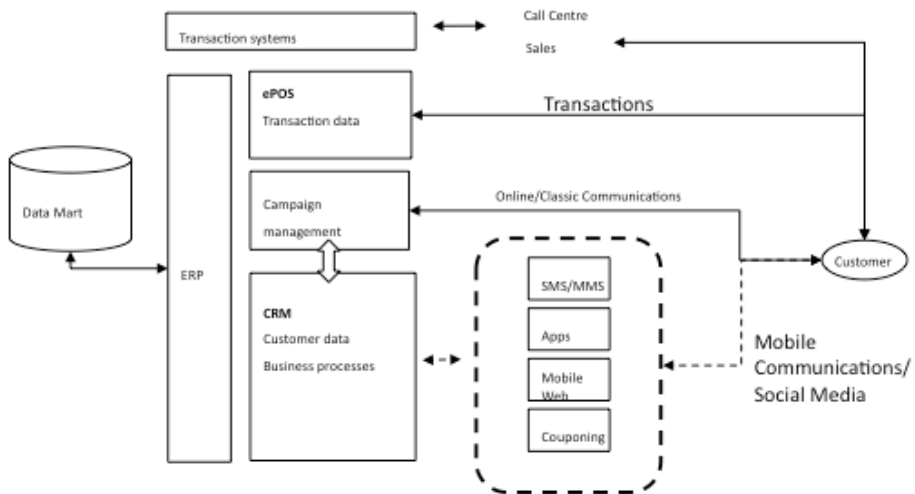 Transaction systems
Call Centre
Sales
ePOS
Transaction data
Transactions
Data Mart
Campaign
management
Online/Classic Communications
ERP
CRM
Customer data
Business processes
SMS/MMS
Apps
Mobile
Web
Couponing
Customer
Mobile
Communications/
Social Media